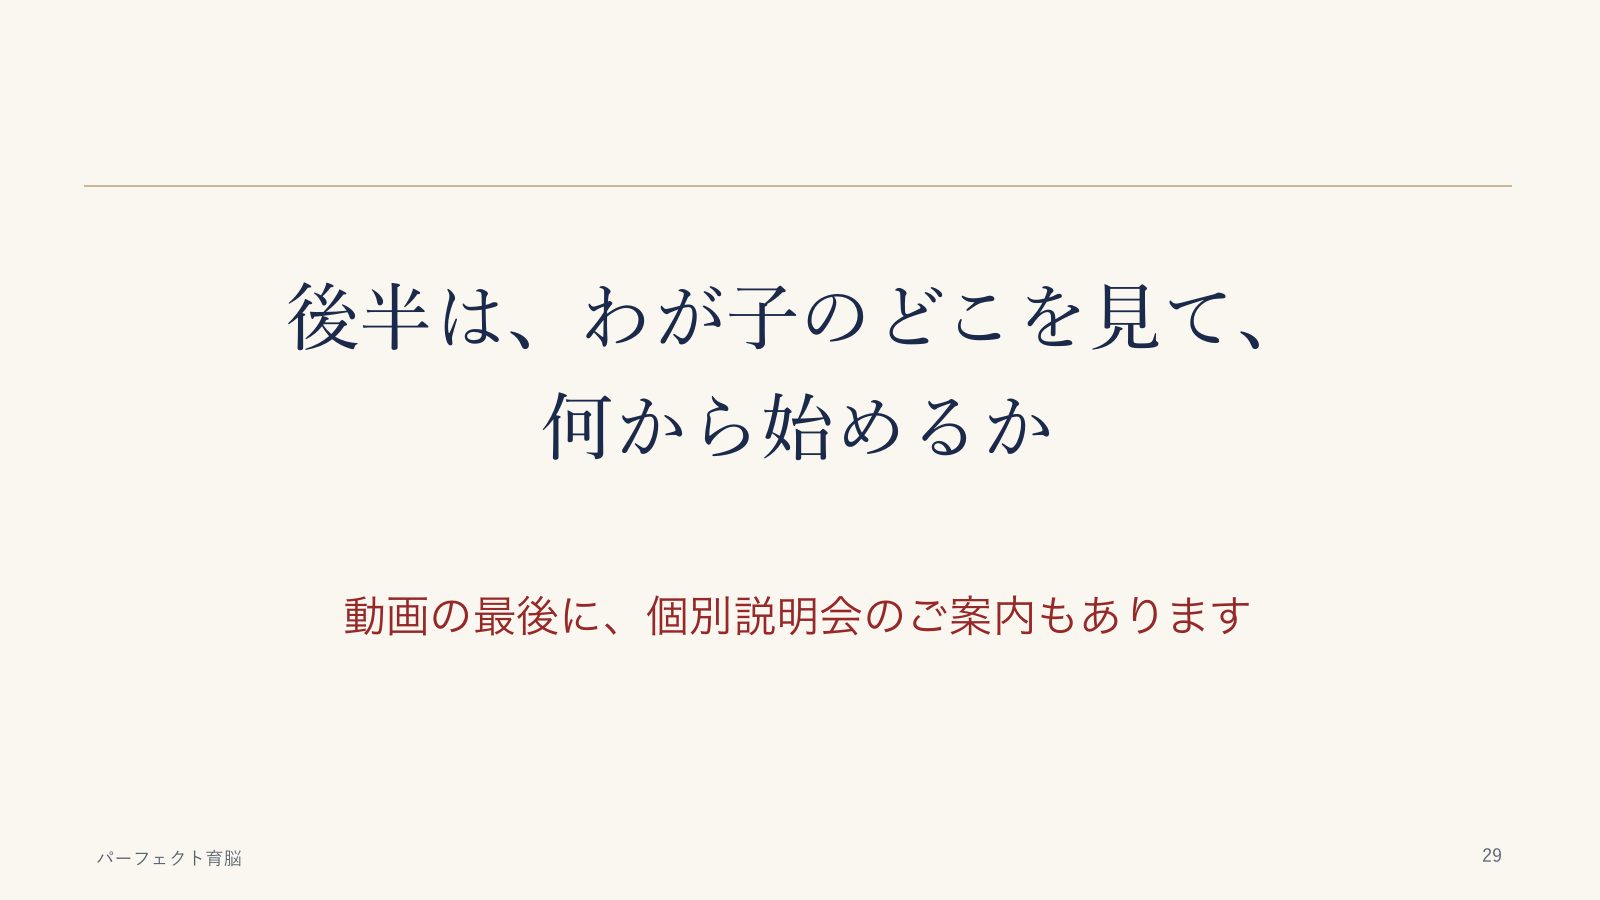 後半は、わが子のどこを見て、
何から始めるか
動画の最後に、個別説明会のご案内もあります
パーフェクト育脳
29